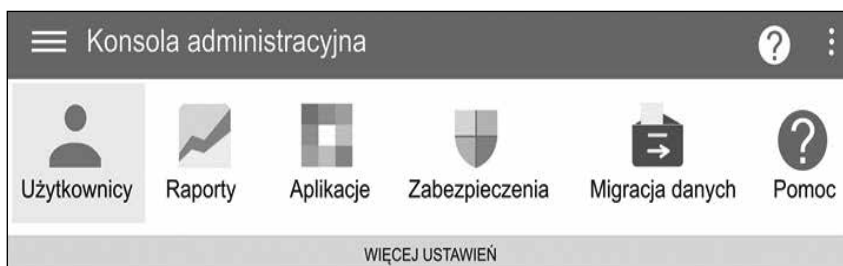 Konsola administracyjna
Użytkownicy Raporty Aplikacje Zabezpieczenia Migracja danych Pomoc
WIĘCEJ USTAWIEŃ